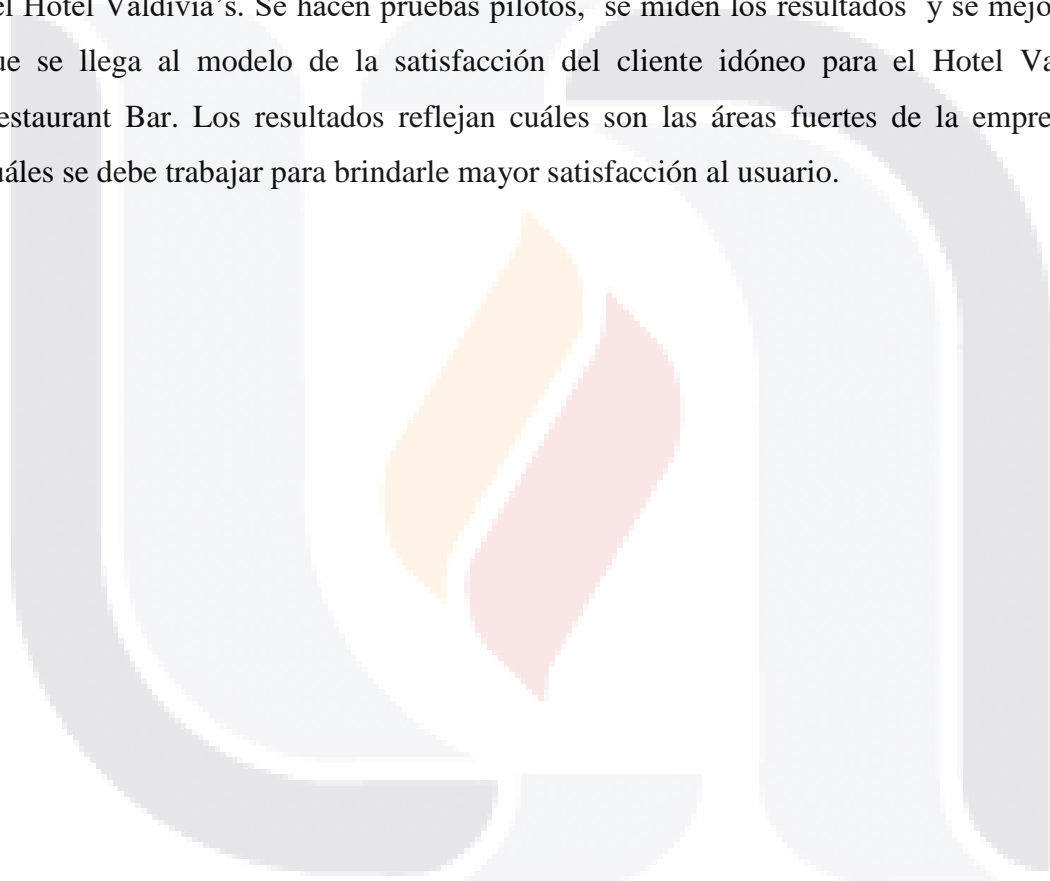 el Hotel Valdivia's. Se hacen pruebas pilotos, se miden los resultados y se mejo
ue se llega al modelo de la satisfacción del cliente idóneo para el Hotel Va
estaurant Bar. Los resultados reflejan cuáles son las áreas fuertes de la empre
uáles se debe trabajar para brindarle mayor satisfacción al usuario.